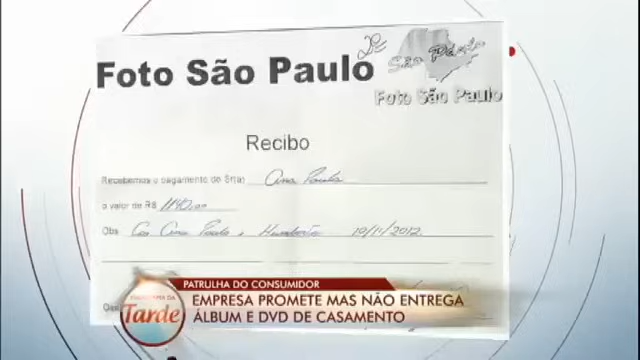 Foto São Paulo
São Paulo
Foto São Paulo
Recibo
Recebemos o pagamento do Sr(a) Ana Paula
o valor de R$ 1140,00
Obs Cas Ana Paula e Humberto 10/11/2012
PATRULHA DO CONSUMIDOR
Tarde
EMPRESA PROMETE MAS NÃO ENTREGA
ÁLBUM E DVD DE CASAMENTO